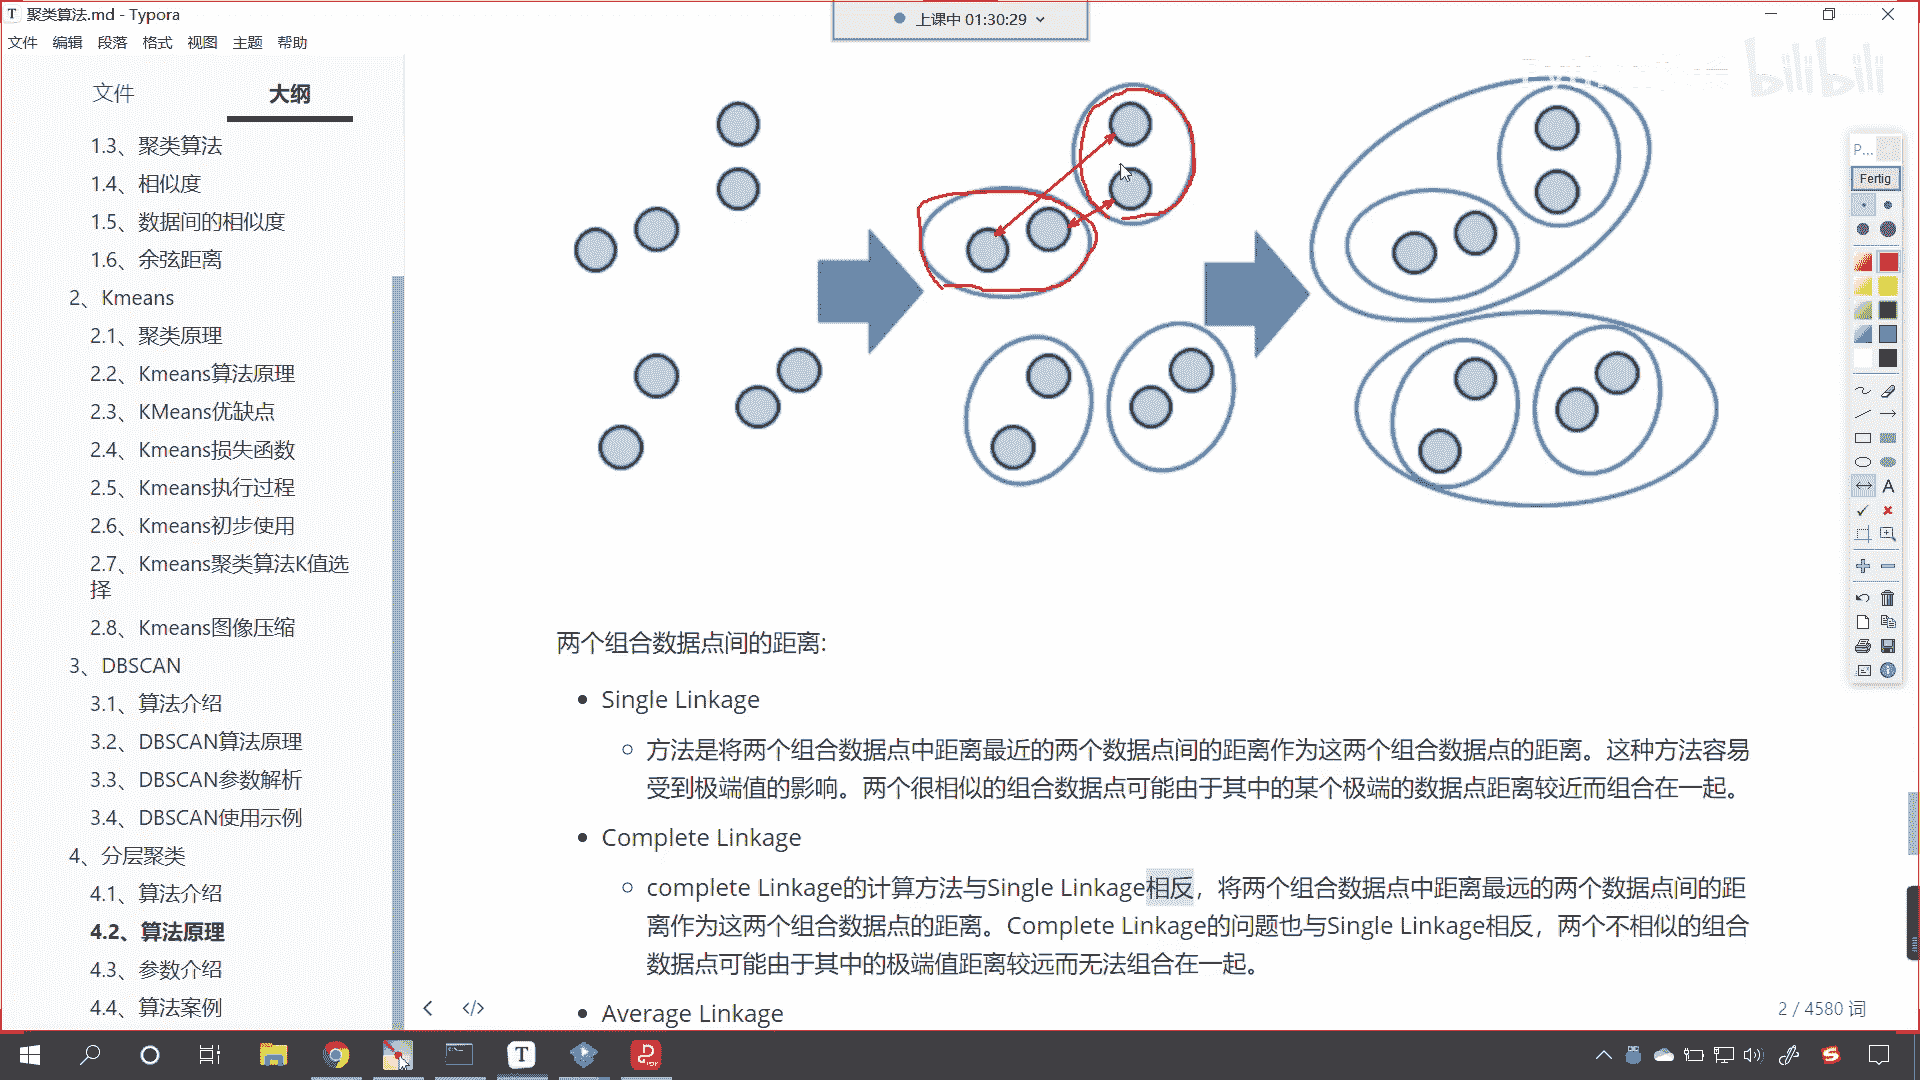 T 聚类算法.md - Typora
上课中 01:30:29
文件 编辑 段落 格式 视图 主题 帮助
bilibili
文件 大纲
1.3、聚类算法
1.4、相似度
1.5、数据间的相似度
1.6、余弦距离
2、Kmeans
2.1、聚类原理
2.2、Kmeans算法原理
2.3、KMeans优缺点
2.4、Kmeans损失函数
2.5、Kmeans执行过程
2.6、Kmeans初步使用
2.7、Kmeans聚类算法K值选
择
2.8、Kmeans图像压缩
3、DBSCAN
3.1、算法介绍
3.2、DBSCAN算法原理
3.3、DBSCAN参数解析
3.4、DBSCAN使用示例
4、分层聚类
4.1、算法介绍
4.2、算法原理
4.3、参数介绍
4.4、算法案例
两个组合数据点间的距离:
Single Linkage
方法是将两个组合数据点中距离最近的两个数据点间的距离作为这两个组合数据点的距离。这种方法容易
受到极端值的影响。两个很相似的组合数据点可能由于其中的某个极端的数据点距离较近而组合在一起。
Complete Linkage
complete Linkage的计算方法与Single Linkage相反，将两个组合数据点中距离最远的两个数据点间的距
离作为这两个组合数据点的距离。Complete Linkage的问题也与Single Linkage相反，两个不相似的组合
数据点可能由于其中的极端值距离较远而无法组合在一起。
Average Linkage
</> 2 / 4580 词
P...
Fertig
A
T